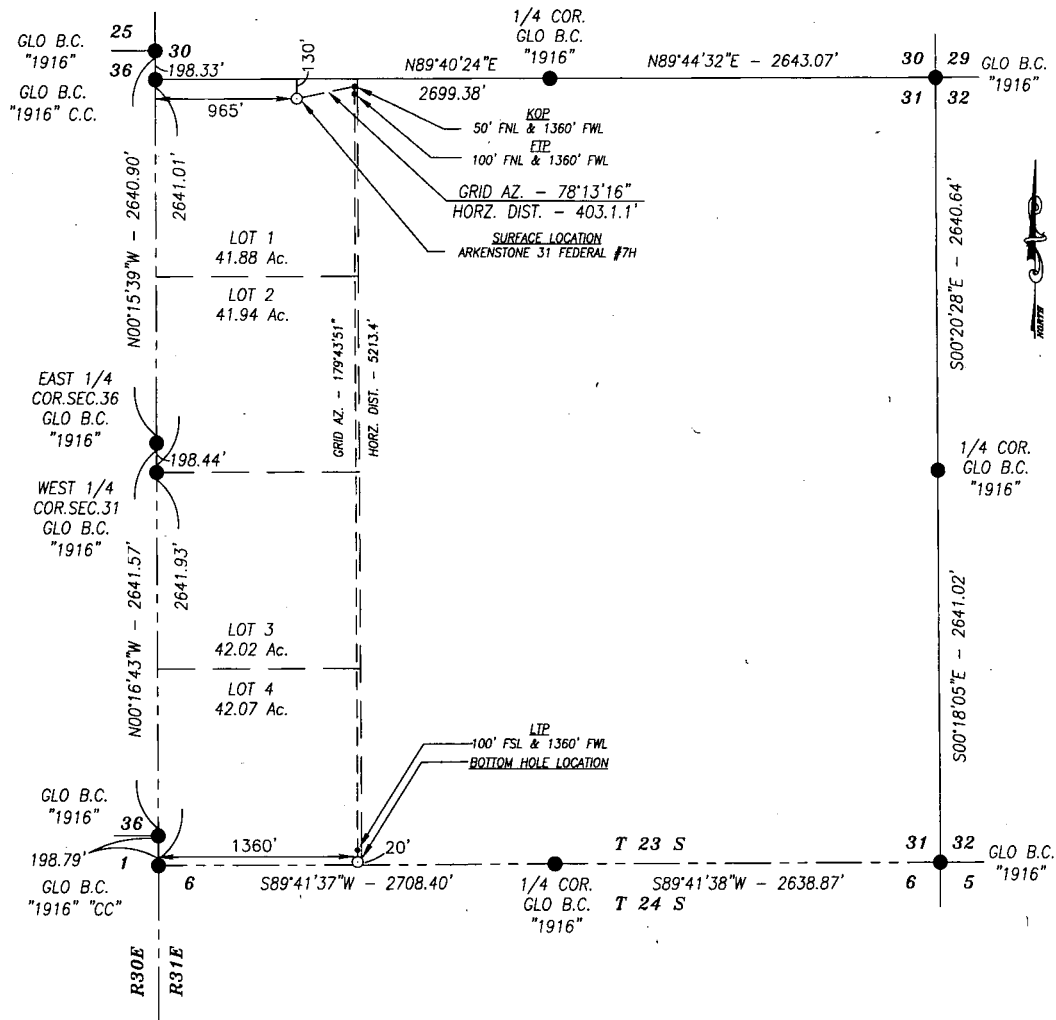 1/4 COR.
GLO B.C.
"1916"
25
30
GLO B.C.
"1916"
36
GLO B.C.
"1916" C.C.
198.33'
130'
965'
N89°40'24"E
2699.38'
N89°44'32"E - 2643.07'
30
29
31
32
GLO B.C.
"1916"
KOP
50' FNL & 1360' FWL
FTP
100' FNL & 1360' FWL
GRID AZ. - 78°13'16"
HORZ. DIST. - 403.1.1'
SURFACE LOCATION
ARKENSTONE 31 FEDERAL #7H
N00°15'39"W - 2640.90'
2641.01'
LOT 1
41.88 Ac.
LOT 2
41.94 Ac.
GRID AZ. - 179°43'51"
HORZ. DIST. - 5213.4'
S00°20'28"E - 2640.64'
NORTH
EAST 1/4
COR.SEC.36
GLO B.C.
"1916"
198.44'
WEST 1/4
COR.SEC.31
GLO B.C.
"1916"
1/4 COR.
GLO B.C.
"1916"
N00°16'43"W - 2641.57'
2641.93'
LOT 3
42.02 Ac.
LOT 4
42.07 Ac.
S00°18'05"E - 2641.02'
LTP
100' FSL & 1360' FWL
BOTTOM HOLE LOCATION
GLO B.C.
"1916"
36
198.79'
1
6
GLO B.C.
"1916" "CC"
1360'
20'
S89°41'37"W - 2708.40'
1/4 COR.
GLO B.C.
"1916"
T 23 S
S89°41'38"W - 2638.87'
T 24 S
31
32
6
5
GLO B.C.
"1916"
R30E
R31E